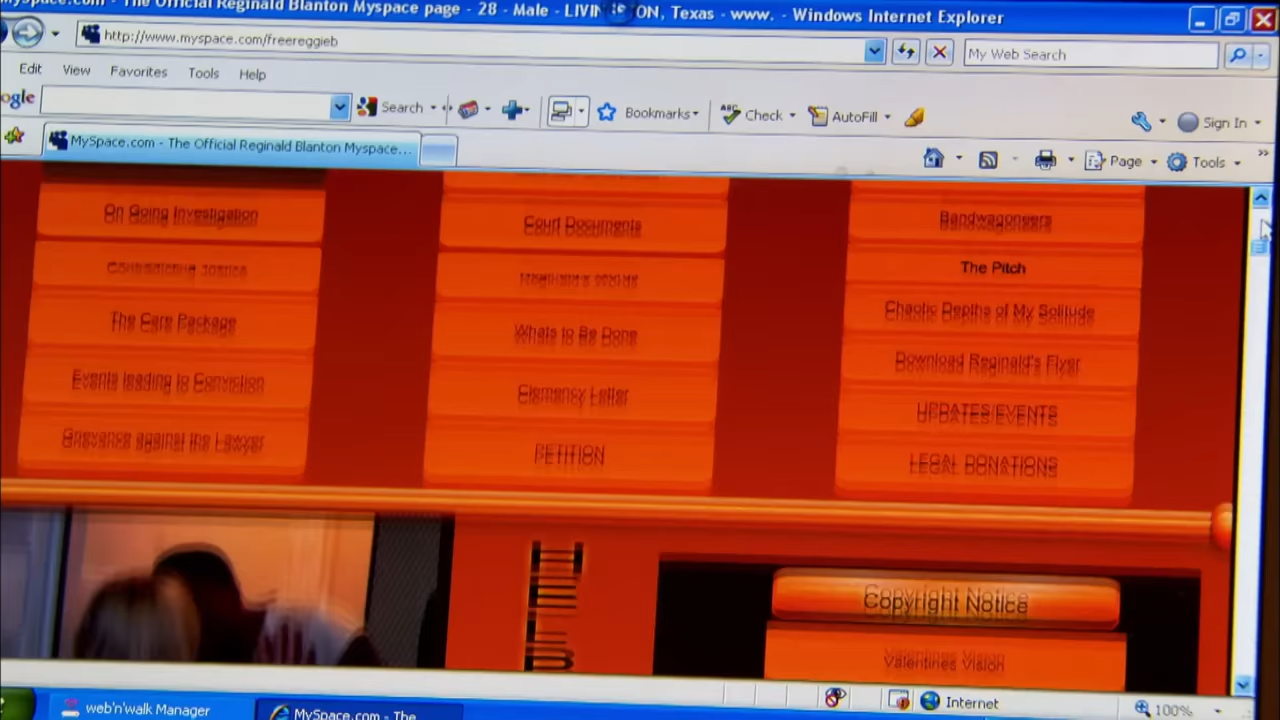 MySpace.com - The Official Reginald Blanton Myspace page - 28 - Male - LIVINGSTON, Texas - www. - Windows Internet Explorer
http://www.myspace.com/freereggieb
My Web Search
Edit View Favorites Tools Help
ogle
Search
Bookmarks
Check
AutoFill
Sign In
MySpace.com - The Official Reginald Blanton Myspace...
Page
Tools
On Going Investigation
Contradicting Justice
The Care Package
Events leading to Conviction
Grievance against the Lawyer
Court Documents
Whats to Be Done
Clemency Letter
PETITION
Bandwagoneers
The Pitch
Chaotic Depths of My Solitude
Download Reginald's Flyer
UPDATES/EVENTS
LEGAL DONATIONS
Copyright Notice
Valentines Vision
Internet
100%
web'n'walk Manager
MySpace.com - The